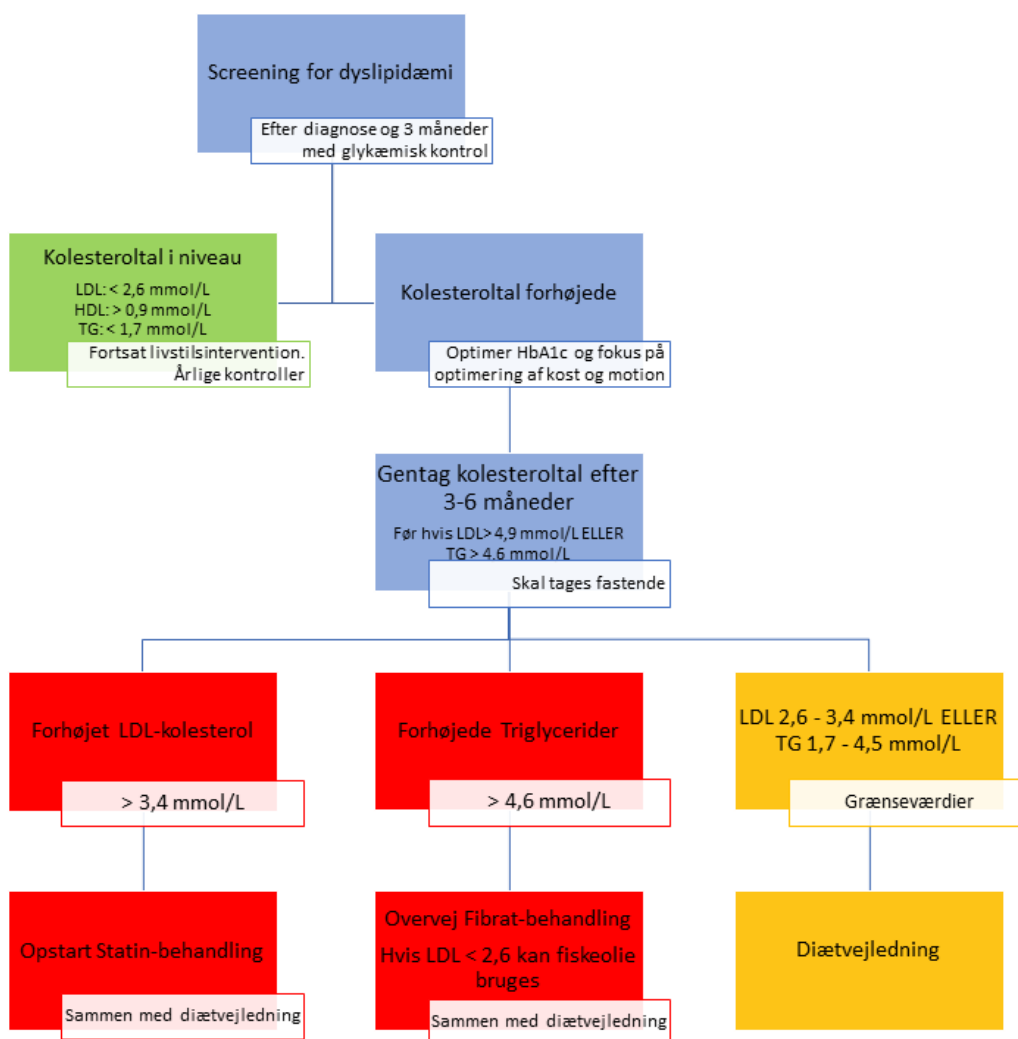 Screening for dyslipidæmi
Efter diagnose og 3 måneder
med glykæmisk kontrol
Kolesteroltal i niveau
LDL: < 2,6 mmol/L
HDL: > 0,9 mmol/L
TG: < 1,7 mmol/L
Fortsat livstilsintervention.
Årlige kontroller
Kolesteroltal forhøjede
Optimer HbA1c og fokus på
optimering af kost og motion
Gentag kolesteroltal efter
3-6 måneder
Før hvis LDL> 4,9 mmol/L ELLER
TG > 4,6 mmol/L
Skal tages fastende
Forhøjet LDL-kolesterol
> 3,4 mmol/L
Forhøjede Triglycerider
> 4,6 mmol/L
LDL 2,6 - 3,4 mmol/L ELLER
TG 1,7 - 4,5 mmol/L
Grænseværdier
Opstart Statin-behandling
Sammen med diætvejledning
Overvej Fibrat-behandling
Hvis LDL < 2,6 kan fiskeolie
bruges
Sammen med diætvejledning
Diætvejledning